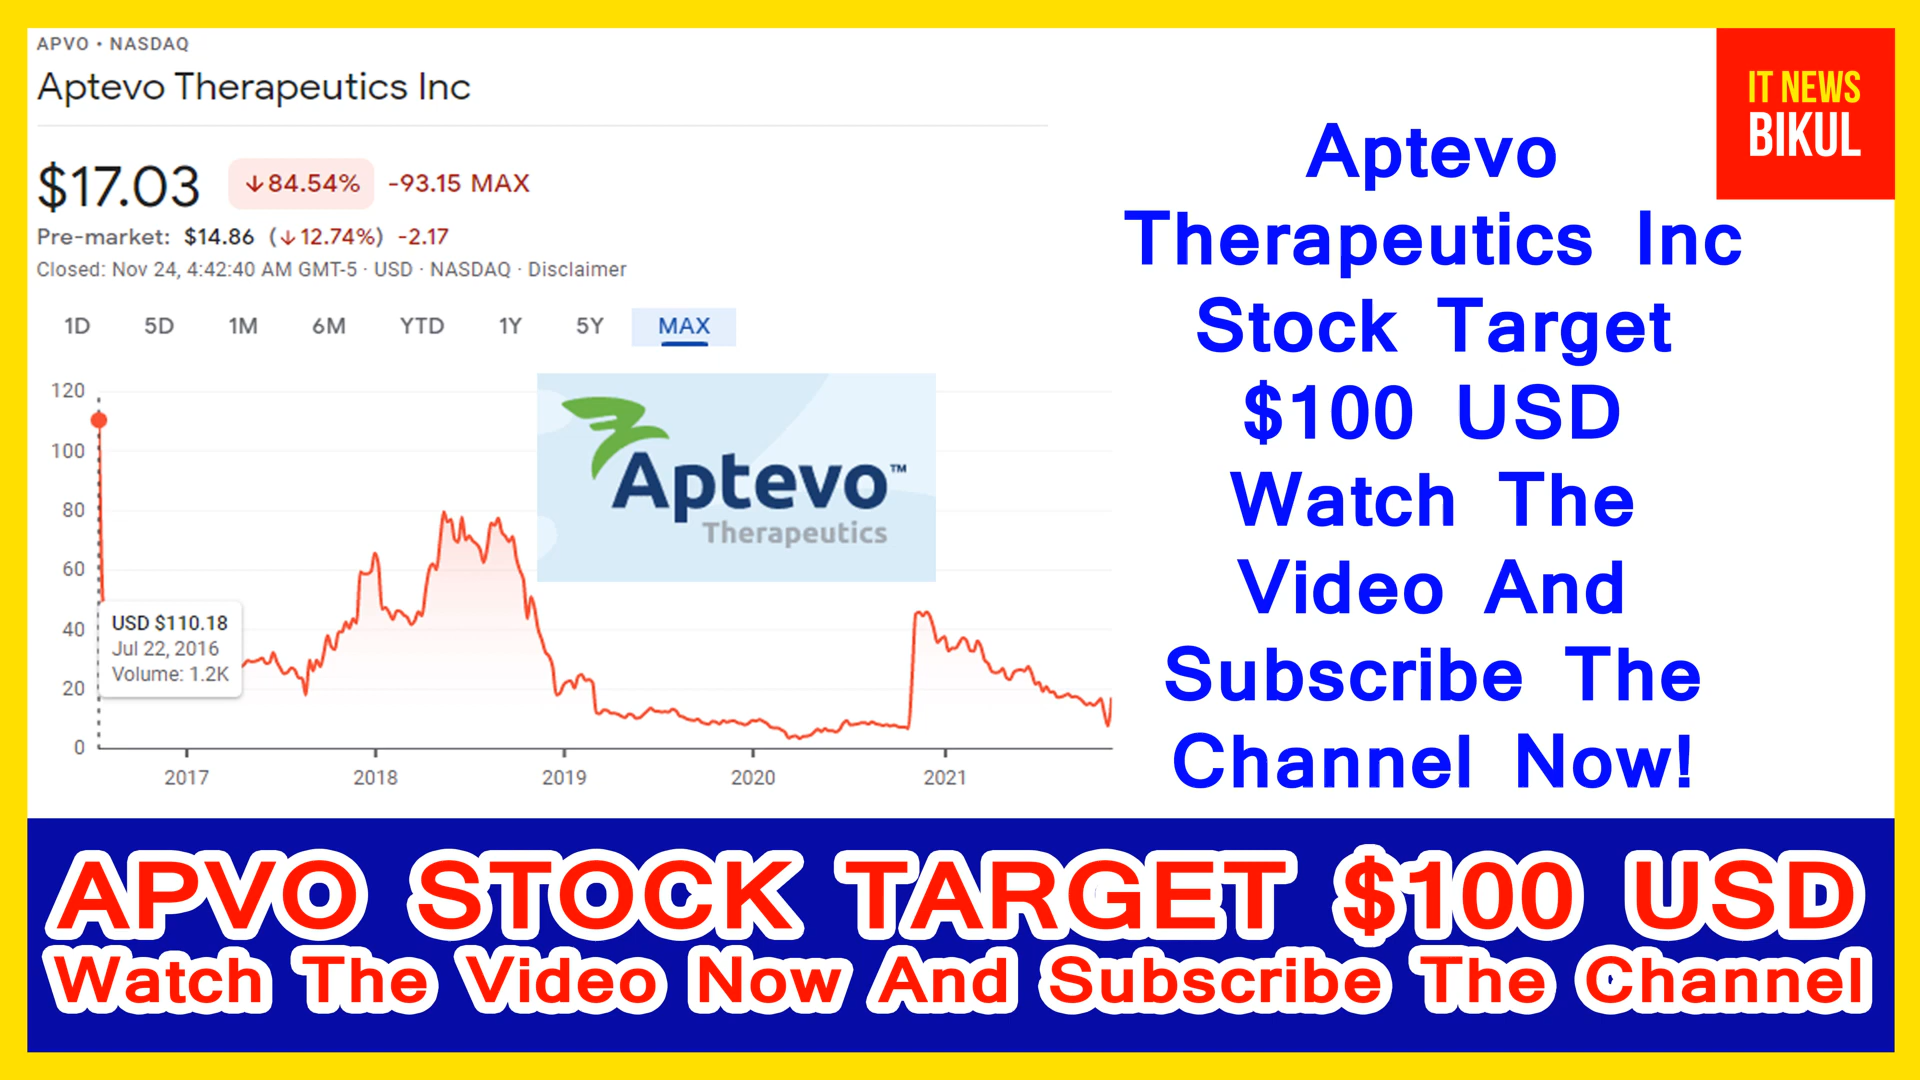 APVO • NASDAQ
Aptevo Therapeutics Inc
$17.03 ↓84.54% -93.15 MAX
Pre-market: $14.86 (↓12.74%) -2.17
Closed: Nov 24, 4:42:40 AM GMT-5 · USD · NASDAQ · Disclaimer
1D 5D 1M 6M YTD 1Y 5Y MAX
120
100
80
60
40
20
0
USD $110.18
Jul 22, 2016
Volume: 1.2K
2017 2018 2019 2020 2021
Aptevo™
Therapeutics
IT NEWS
BIKUL
Aptevo
Therapeutics Inc
Stock Target
$100 USD
Watch The
Video And
Subscribe The
Channel Now!
APVO STOCK TARGET $100 USD
Watch The Video Now And Subscribe The Channel